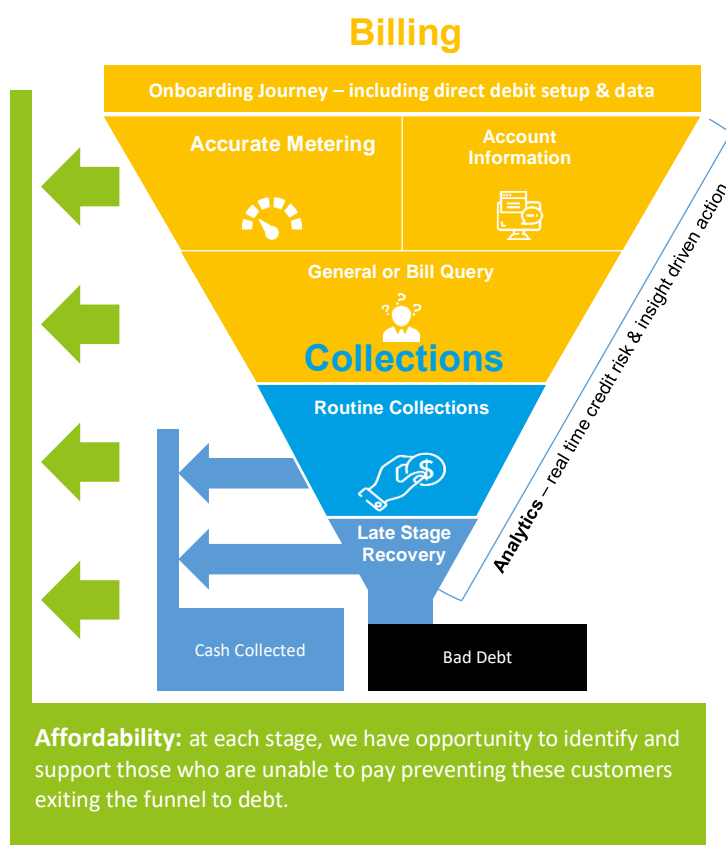 Billing
Onboarding Journey – including direct debit setup & data
Accurate Metering
Account
Information
General or Bill Query
? ? ?
Collections
Routine Collections
$
Late Stage
Recovery
Analytics – real time credit risk & insight driven action
Cash Collected
Bad Debt
Affordability: at each stage, we have opportunity to identify and
support those who are unable to pay preventing these customers
exiting the funnel to debt.